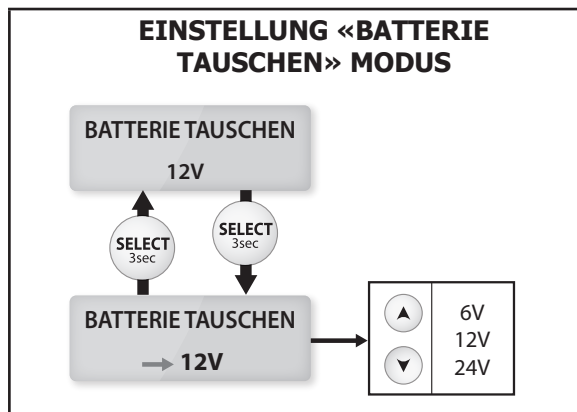 EINSTELLUNG «BATTERIE
TAUSCHEN» MODUS
BATTERIE TAUSCHEN
12V
SELECT
3sec
SELECT
3sec
BATTERIE TAUSCHEN
12V
6V
12V
24V